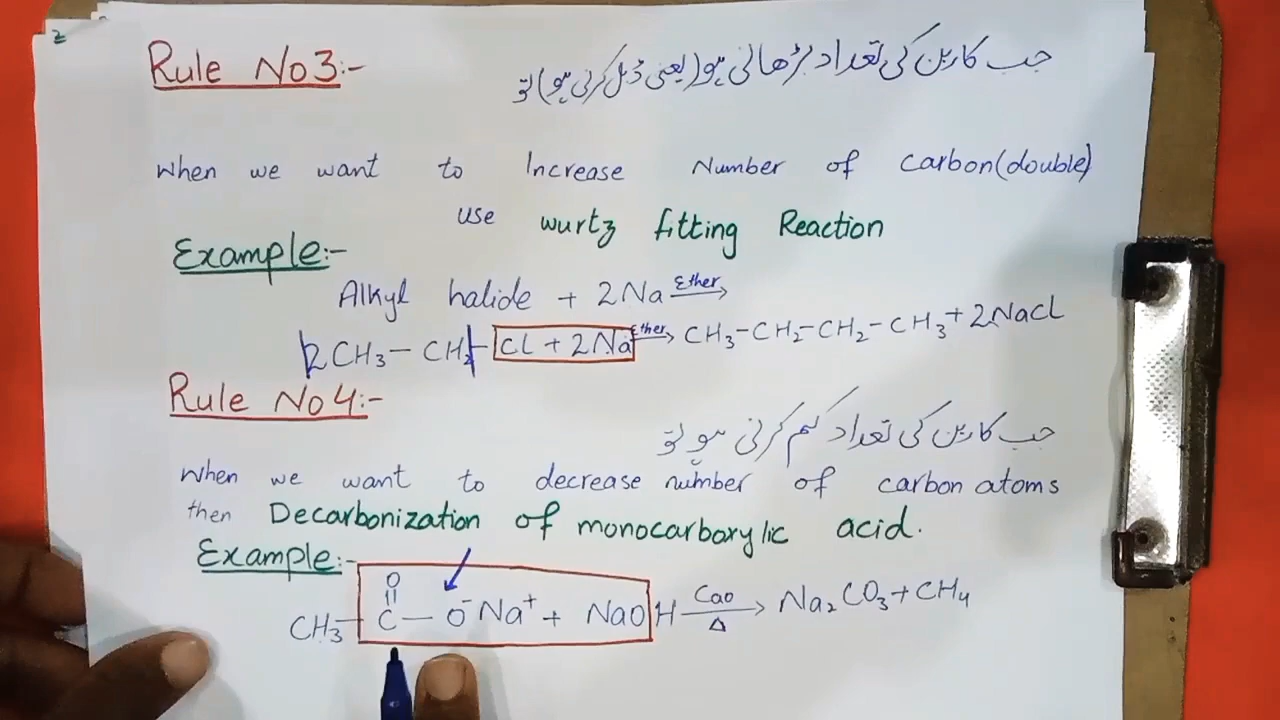 z
Rule No3:-
جب کاربن کی تعداد بڑھانی ہو (یعنی ڈبل کرنی ہو) تو
When we want to Increase Number of Carbon(double)
use wurtz fitting Reaction
Example:-
Alkyl halide + 2Na Ether→
2CH₃-CH₂-Cl + 2Na Ether→ CH₃-CH₂-CH₂-CH₃ + 2NaCl
Rule No4:-
جب کاربن کی تعداد کم کرنی ہو تو
When we want to decrease number of carbon atoms
then Decarbonization of monocarboxylic acid.
Example:-
O
CH₃-C-O⁻Na⁺ + NaOH Cao→ Na₂CO₃+CH₄
Δ